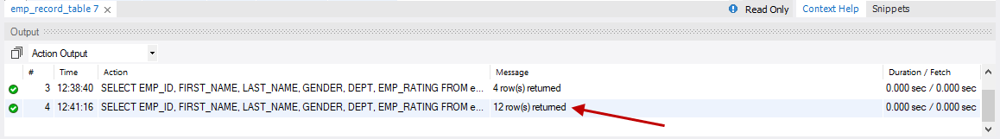 emp_record_table 7 × Read Only Context Help Snippets
Output
Action Output
# Time Action Message Duration / Fetch
3 12:38:40 SELECT EMP_ID, FIRST_NAME, LAST_NAME, GENDER, DEPT, EMP_RATING FROM e... 4 row(s) returned 0.000 sec / 0.000 sec
4 12:41:16 SELECT EMP_ID, FIRST_NAME, LAST_NAME, GENDER, DEPT, EMP_RATING FROM e... 12 row(s) returned 0.000 sec / 0.000 sec